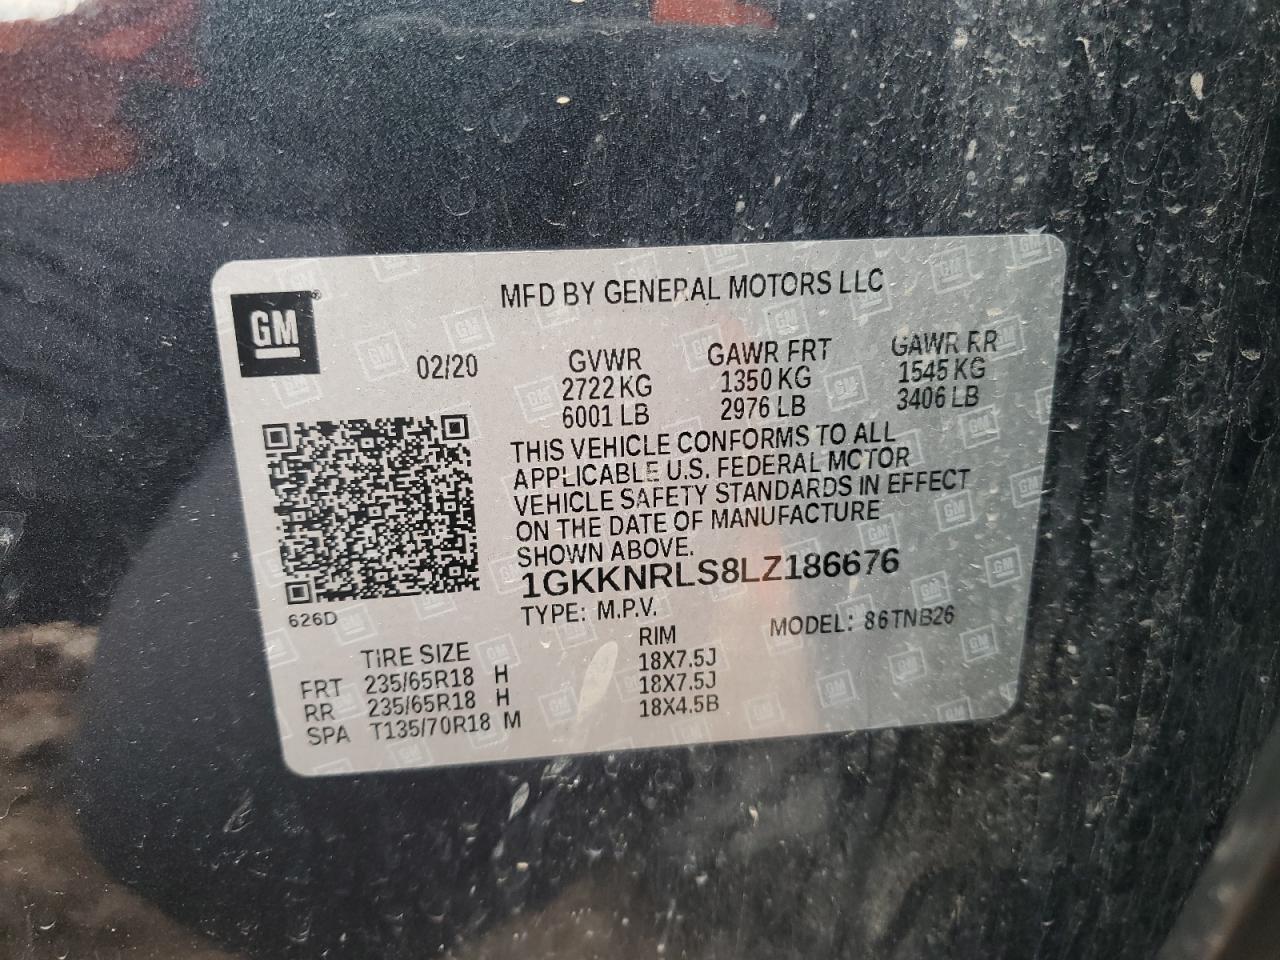 MFD BY GENERAL MOTORS LLC
GM
02/20
GVWR
2722 KG
6001 LB
GAWR FRT
1350 KG
2976 LB
GAWR RR
1545 KG
3406 LB
THIS VEHICLE CONFORMS TO ALL
APPLICABLE U.S. FEDERAL MOTOR
VEHICLE SAFETY STANDARDS IN EFFECT
ON THE DATE OF MANUFACTURE
SHOWN ABOVE.
1GKKNRLS8LZ186676
626D
TYPE: M.P.V.
MODEL: 86TNB26
TIRE SIZE RIM
FRT 235/65R18 H 18X7.5J
RR 235/65R18 H 18X7.5J
SPA T135/70R18 M 18X4.5B